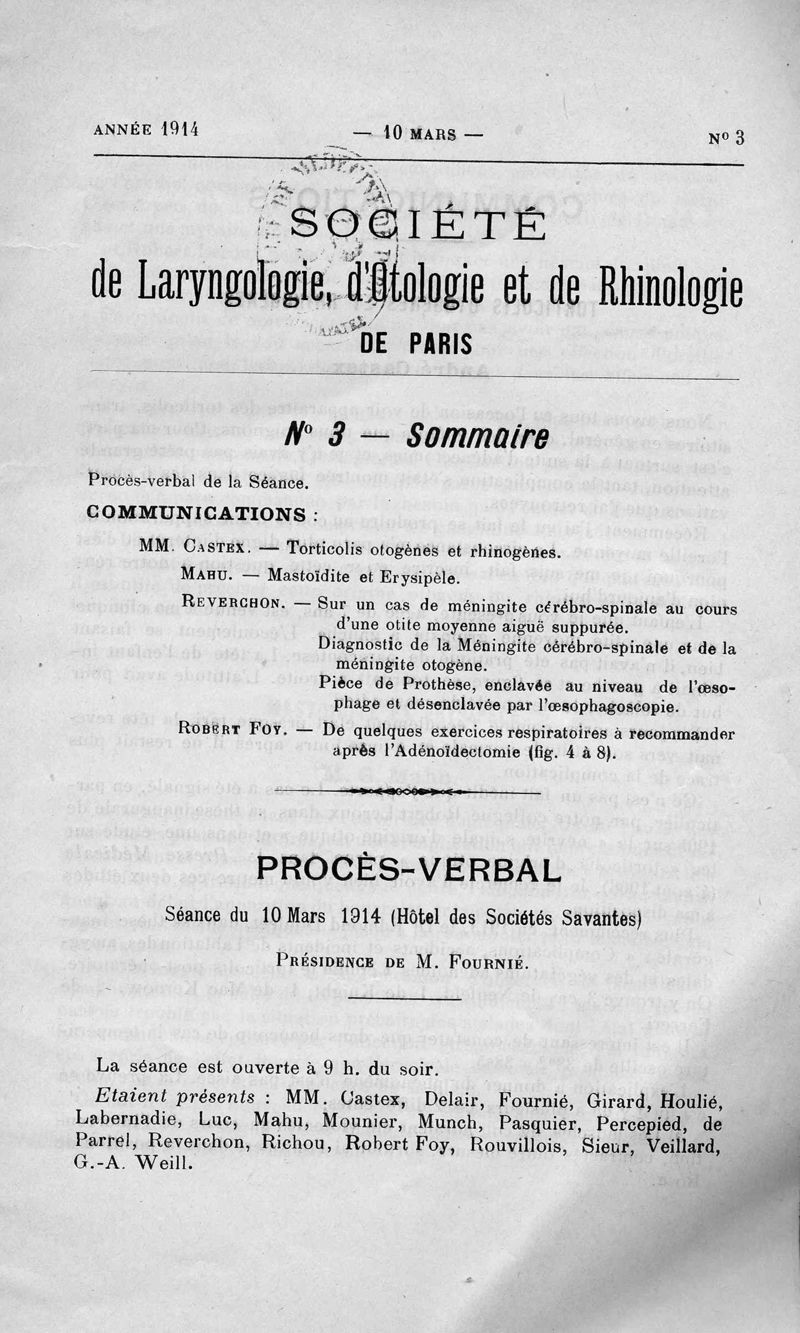 ANNÉE 1914 — 10 MARS — Nº 3
SOCIÉTÉ
de Laryngologie, d'Otologie et de Rhinologie
DE PARIS
Nº 3 — Sommaire
Procès-verbal de la Séance.
COMMUNICATIONS :
MM. CASTEX. — Torticolis otogènes et rhinogènes.
MAHU. — Mastoïdite et Erysipèle.
REVERCHON. — Sur un cas de méningite cérébro-spinale au cours
d'une otite moyenne aiguë suppurée.
Diagnostic de la Méningite cérébro-spinale et de la
méningite otogène.
Pièce de Prothèse, enclavée au niveau de l'œso-
phage et désenclavée par l'œsophagoscopie.
ROBERT FOY. — De quelques exercices respiratoires à recommander
après l'Adénoïdectomie (fig. 4 à 8).
PROCÈS-VERBAL
Séance du 10 Mars 1914 (Hôtel des Sociétés Savantes)
PRÉSIDENCE DE M. FOURNIÉ.
La séance est ouverte à 9 h. du soir.
Etaient présents : MM. Castex, Delair, Fournié, Girard, Houlié,
Labernadie, Luc, Mahu, Mounier, Munch, Pasquier, Percepied, de
Parrel, Reverchon, Richou, Robert Foy, Rouvillois, Sieur, Veillard,
G.-A. Weill.